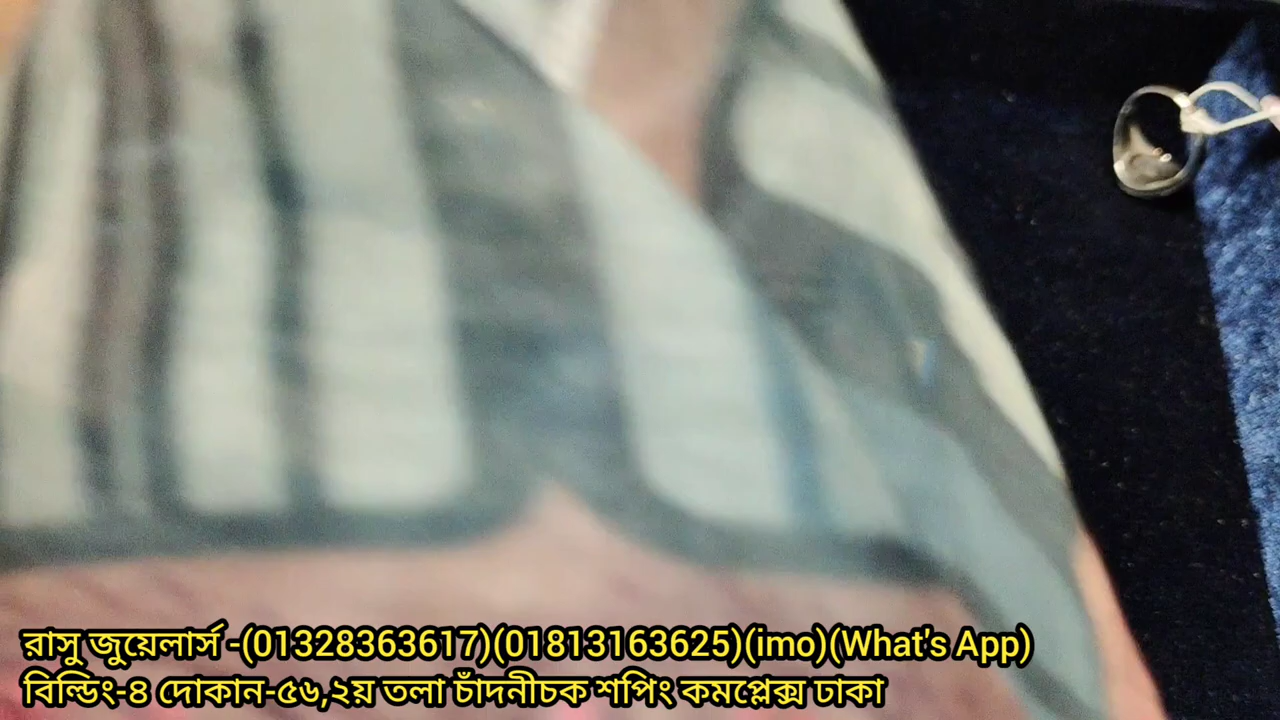 রাসু জুয়েলার্স -(01328363617)(01813163625)(imo)(What's App)
বিল্ডিং-৪ দোকান-৫৬,২য় তলা চাঁদনীচক শপিং কমপ্লেক্স ঢাকা